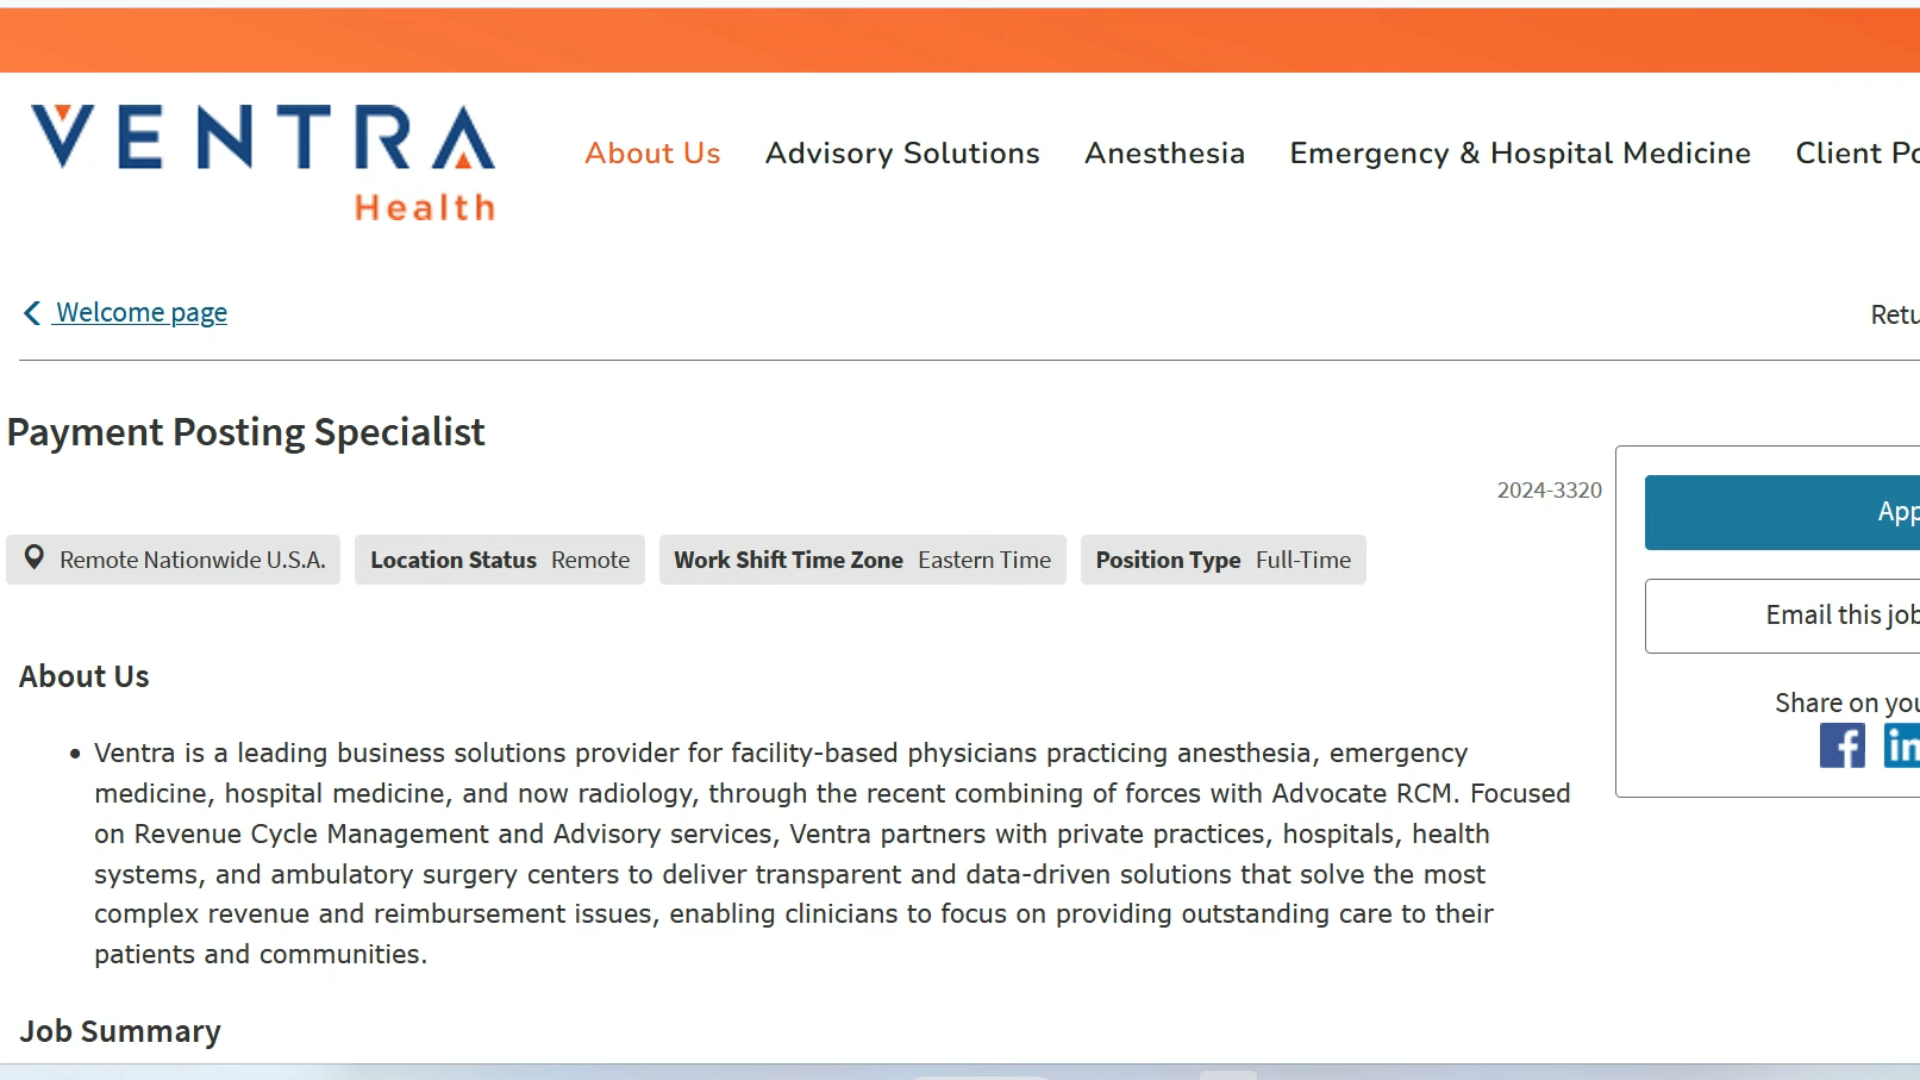 VENTRA
Health
About Us Advisory Solutions Anesthesia Emergency & Hospital Medicine Client
Welcome page
Payment Posting Specialist
2024-3320
Remote Nationwide U.S.A. Location Status Remote Work Shift Time Zone Eastern Time Position Type Full-Time
Email this job
Share on
About Us
• Ventra is a leading business solutions provider for facility-based physicians practicing anesthesia, emergency
medicine, hospital medicine, and now radiology, through the recent combining of forces with Advocate RCM. Focused
on Revenue Cycle Management and Advisory services, Ventra partners with private practices, hospitals, health
systems, and ambulatory surgery centers to deliver transparent and data-driven solutions that solve the most
complex revenue and reimbursement issues, enabling clinicians to focus on providing outstanding care to their
patients and communities.
f in
Job Summary